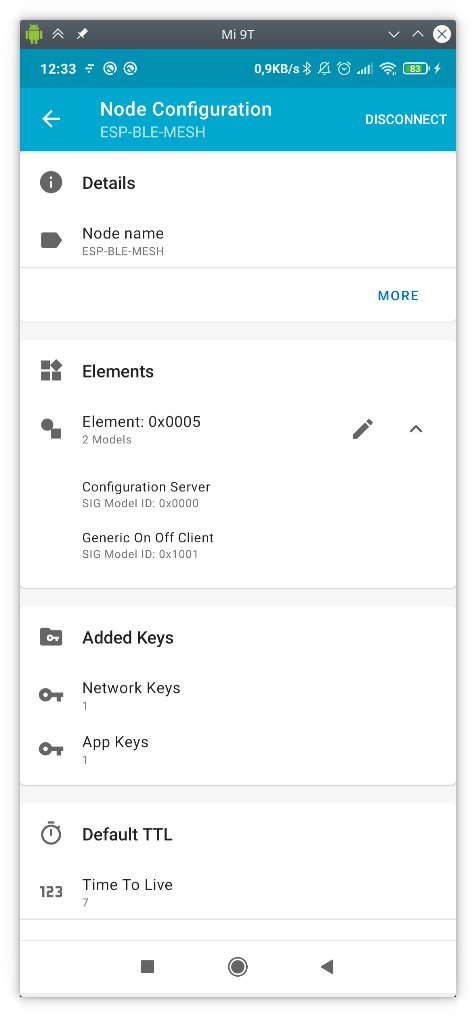 Mi 9T
12:33
0,9KB/s
83
Node Configuration
ESP-BLE-MESH
DISCONNECT
Details
Node name
ESP-BLE-MESH
MORE
Elements
Element: 0x0005
2 Models
Configuration Server
SIG Model ID: 0x0000
Generic On Off Client
SIG Model ID: 0x1001
Added Keys
Network Keys
1
App Keys
1
Default TTL
123
Time To Live
7